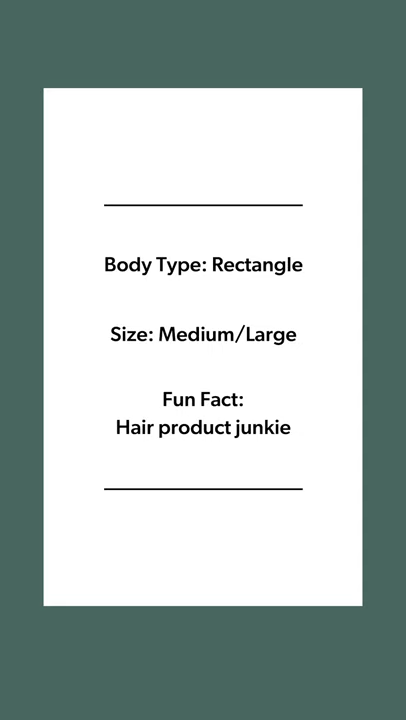 Body Type: Rectangle
Size: Medium/Large
Fun Fact:
Hair product junkie